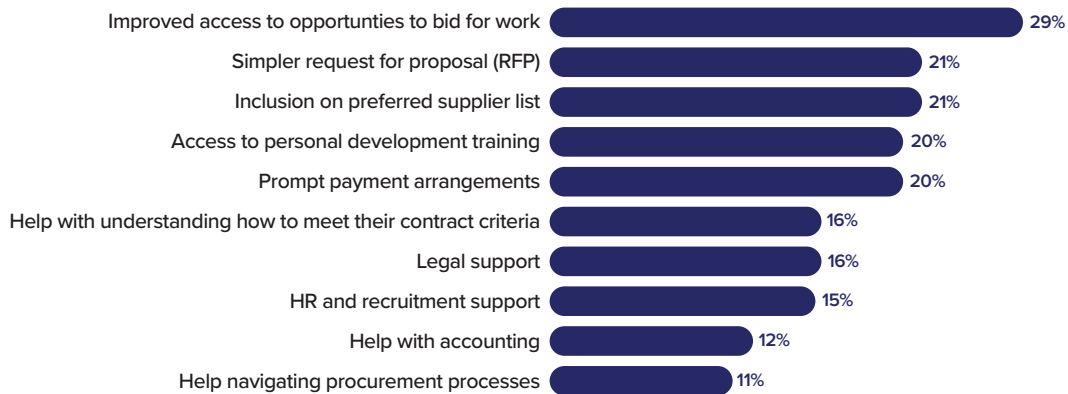 Improved access to opportunties to bid for work 29%
Simpler request for proposal (RFP) 21%
Inclusion on preferred supplier list 21%
Access to personal development training 20%
Prompt payment arrangements 20%
Help with understanding how to meet their contract criteria 16%
Legal support 16%
HR and recruitment support 15%
Help with accounting 12%
Help navigating procurement processes 11%